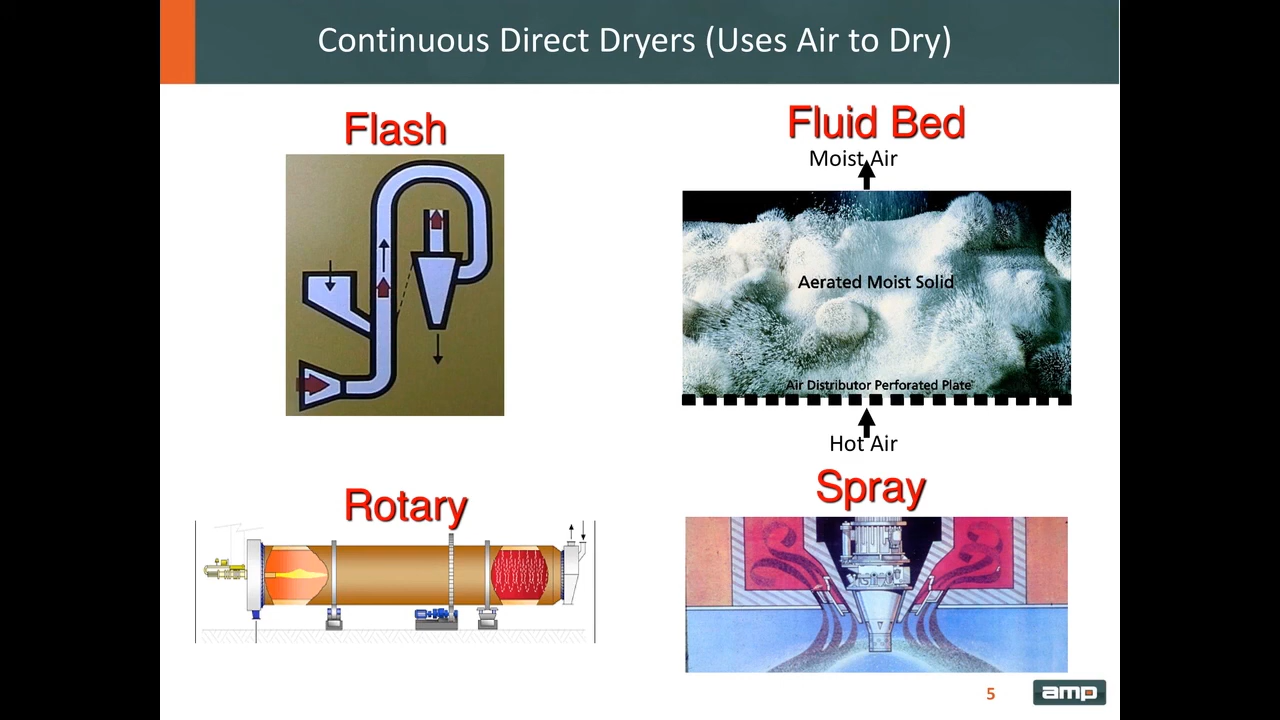 Continuous Direct Dryers (Uses Air to Dry)
Flash
Fluid Bed
Moist Air
Aerated Moist Solid
Air Distributor Perforated Plate
Hot Air
Rotary
Spray
5
amp